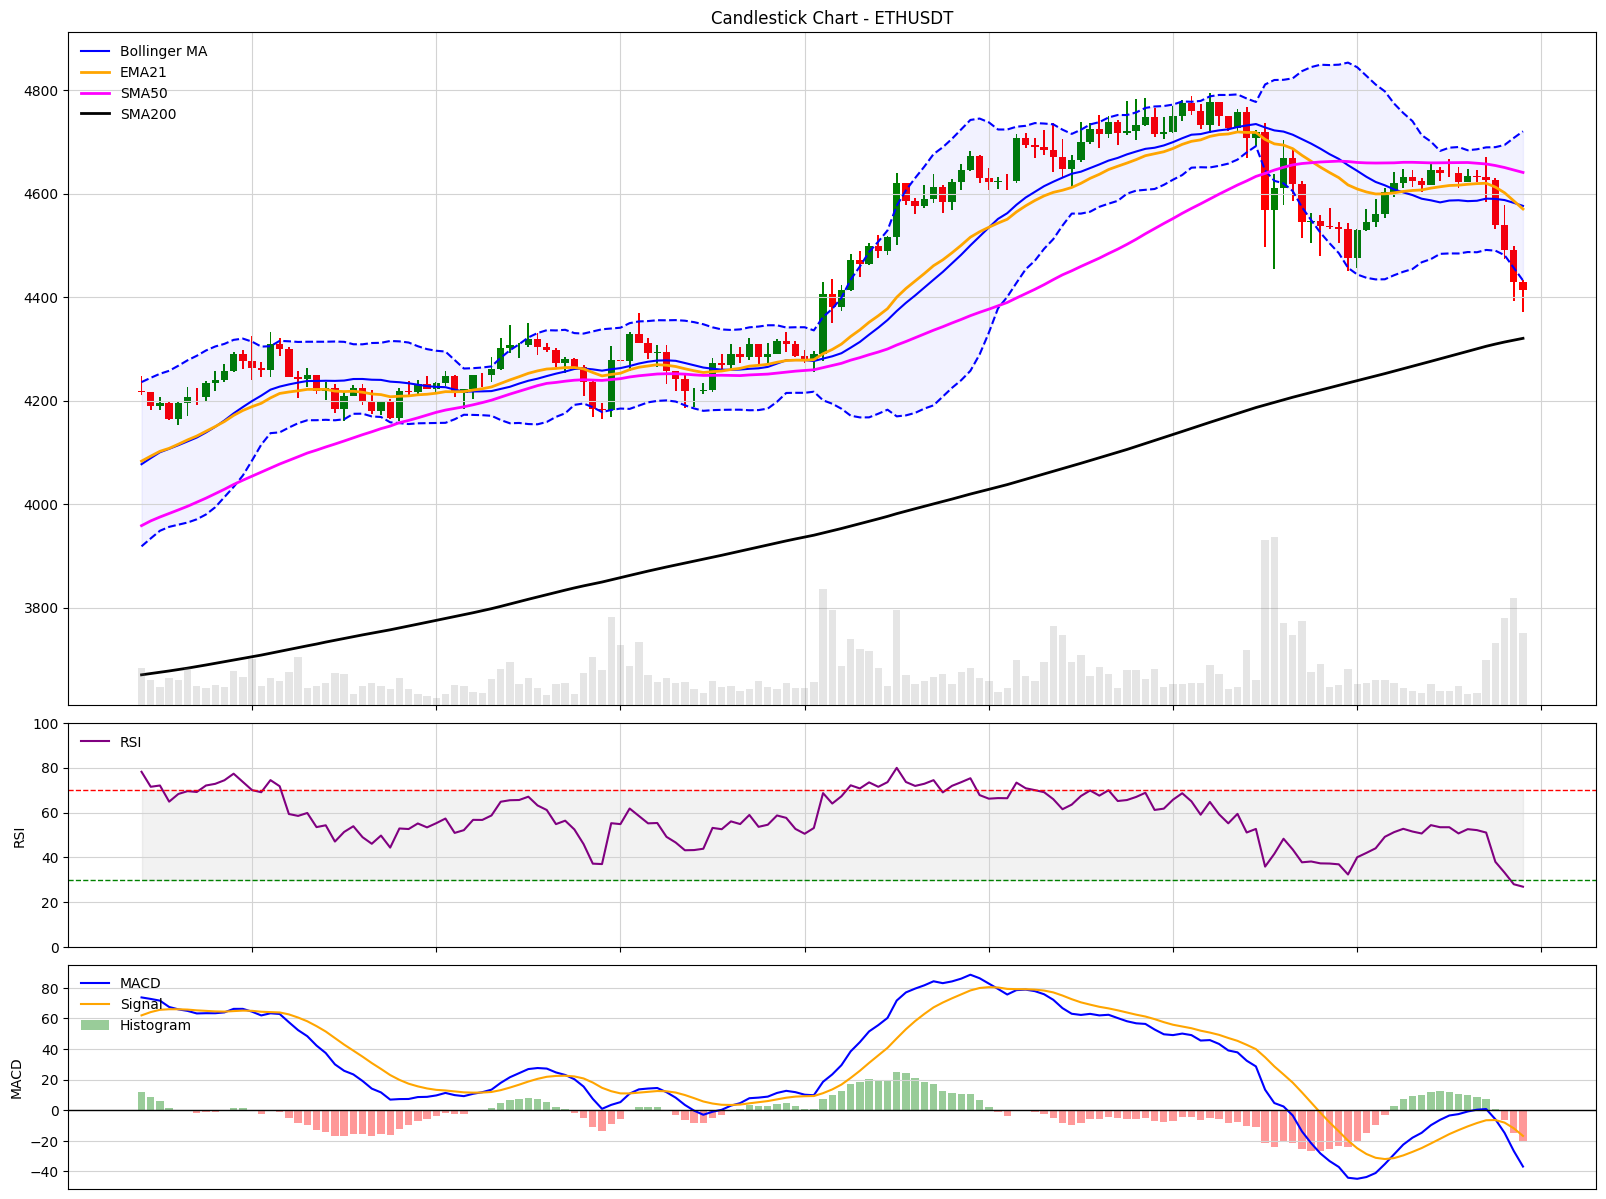 Candlestick Chart - ETHUSDT
Bollinger MA
EMA21
SMA50
SMA200
4800
4600
4400
4200
4000
3800
100
80
60
40
20
0
RSI
RSI
MACD
Signal
Histogram
80
60
40
20
0
−20
−40
MACD